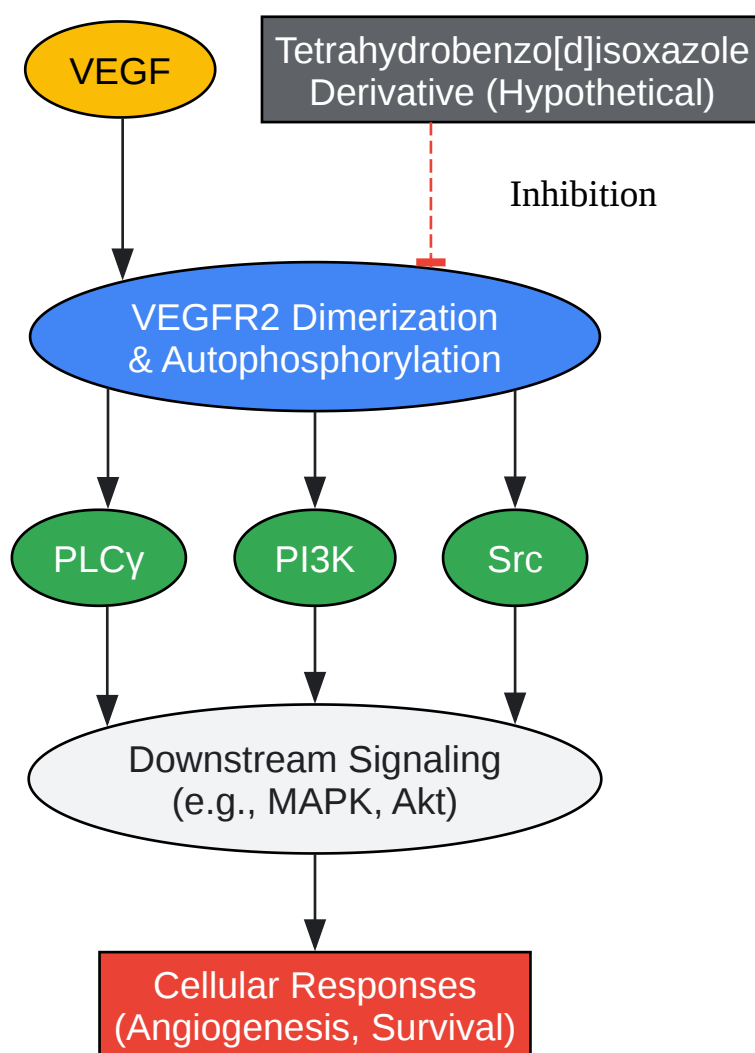 VEGF
Tetrahydrobenzo[d]isoxazole
Derivative (Hypothetical)
Inhibition
VEGFR2 Dimerization
& Autophosphorylation
PLCγ
PI3K
Src
Downstream Signaling
(e.g., MAPK, Akt)
Cellular Responses
(Angiogenesis, Survival)